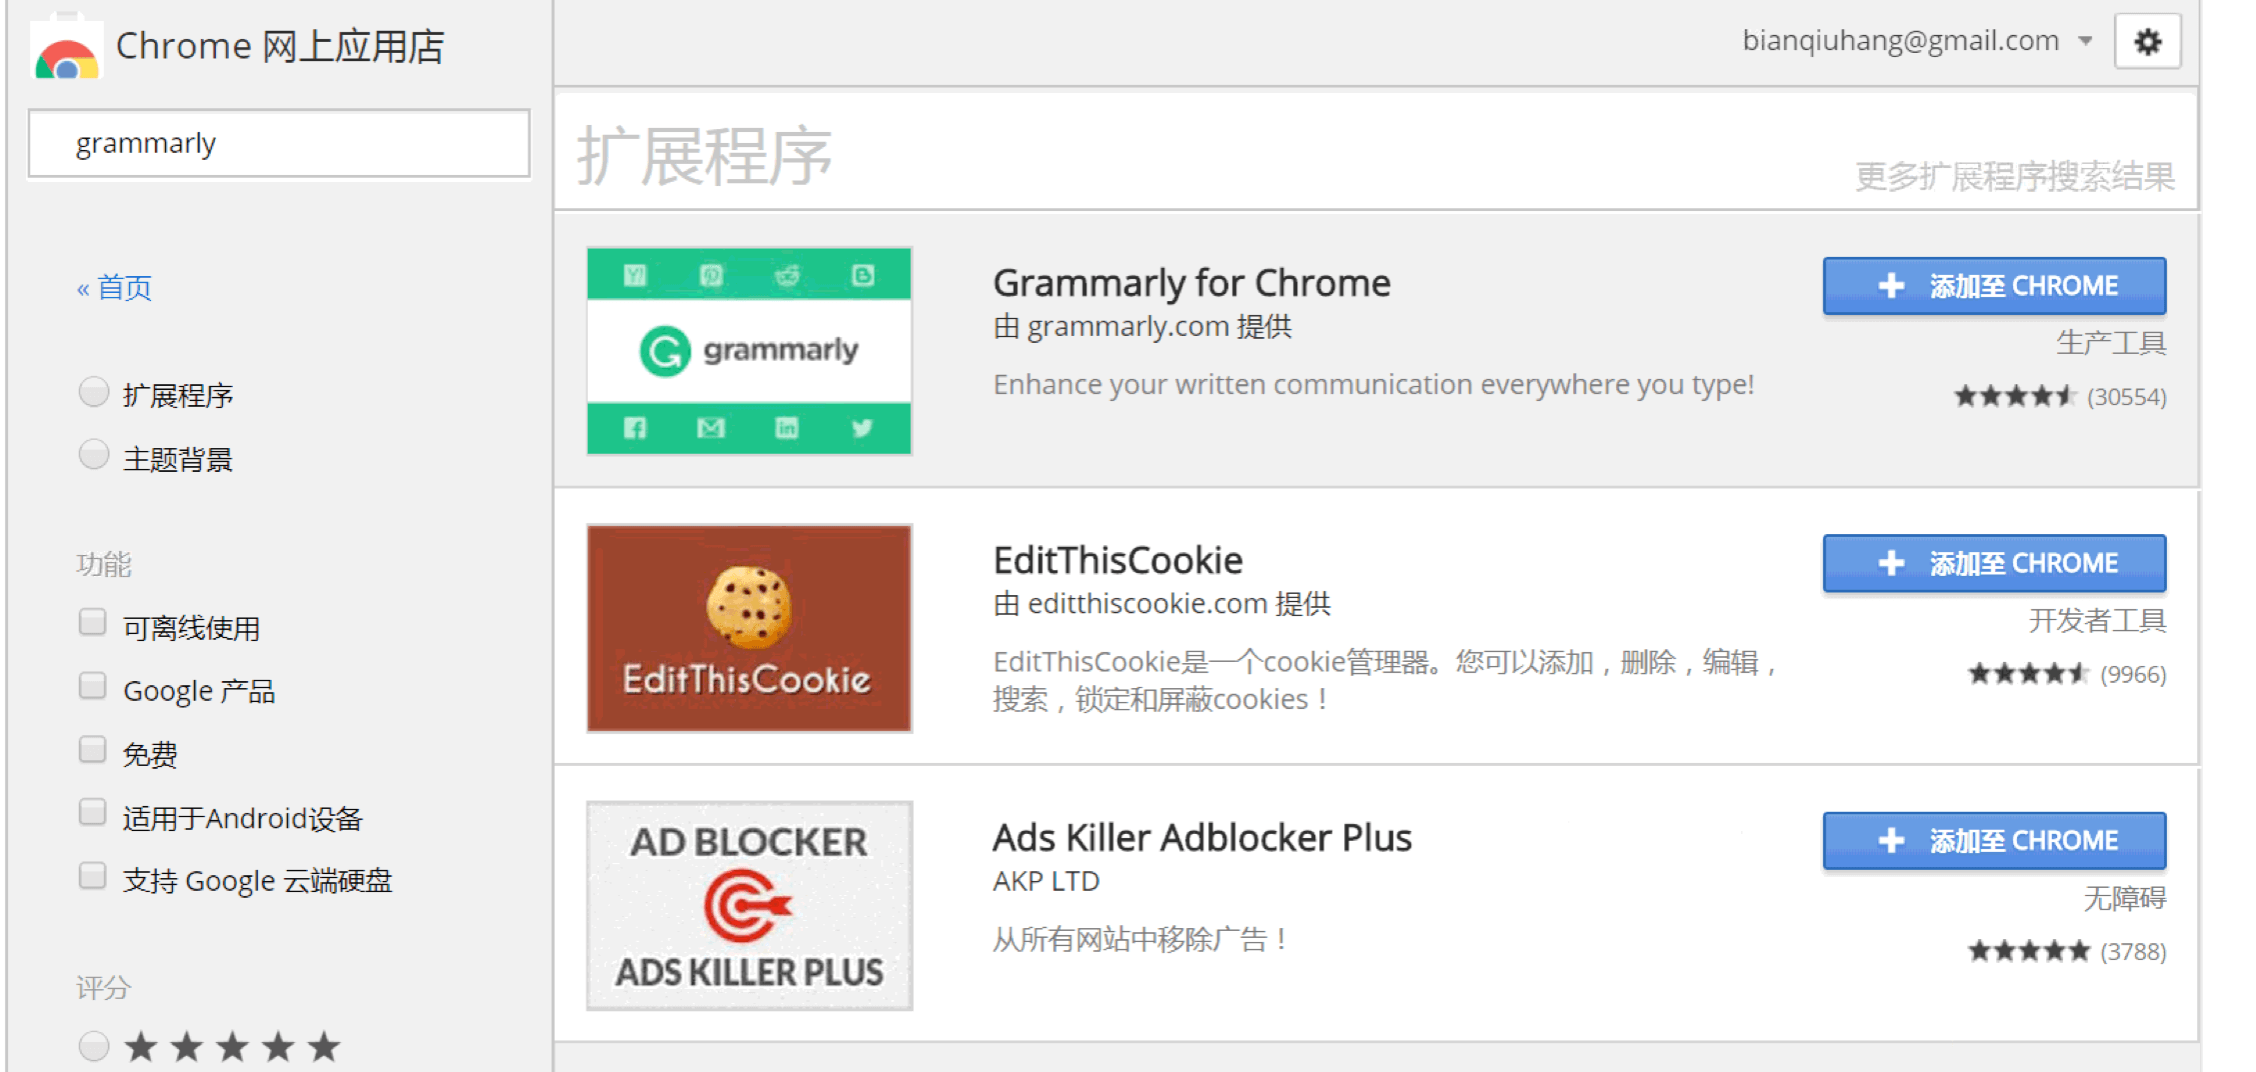 Chrome 网上应用店
bianqiuhang@gmail.com
grammarly
« 首页
扩展程序
主题背景
功能
可离线使用
Google 产品
免费
适用于Android设备
支持 Google 云端硬盘
评分
扩展程序
更多扩展程序搜索结果
grammarly
Grammarly for Chrome
由 grammarly.com 提供
Enhance your written communication everywhere you type!
添加至 CHROME
生产工具
(30554)
EditThisCookie
EditThisCookie
由 editthiscookie.com 提供
EditThisCookie是一个cookie管理器。您可以添加，删除，编辑，
搜索，锁定和屏蔽cookies！
添加至 CHROME
开发者工具
(9966)
AD BLOCKER
ADS KILLER PLUS
Ads Killer Adblocker Plus
AKP LTD
从所有网站中移除广告！
添加至 CHROME
无障碍
(3788)